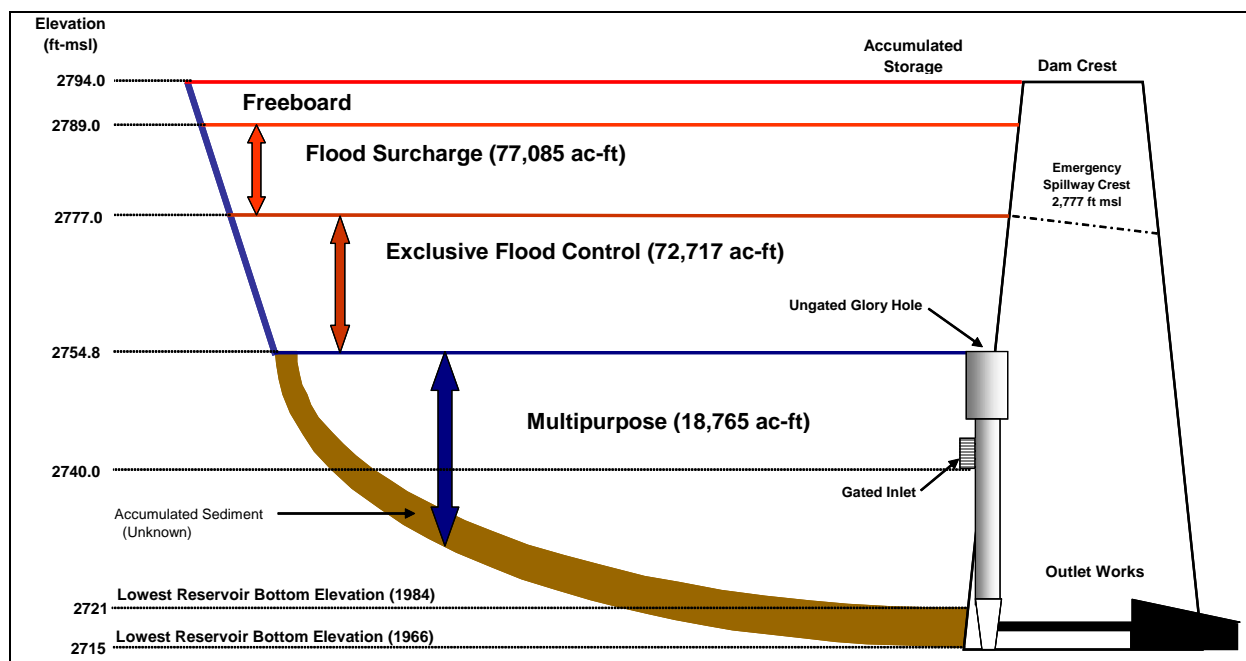 Elevation
(ft-msl)
Accumulated
Storage
Dam Crest
2794.0
Freeboard
2789.0
Flood Surcharge (77,085 ac-ft)
Emergency
Spillway Crest
2,777 ft msl
2777.0
Exclusive Flood Control (72,717 ac-ft)
Ungated Glory Hole
2754.8
Multipurpose (18,765 ac-ft)
2740.0
Gated Inlet
Accumulated Sediment
(Unknown)
Outlet Works
Lowest Reservoir Bottom Elevation (1984)
2721
Lowest Reservoir Bottom Elevation (1966)
2715